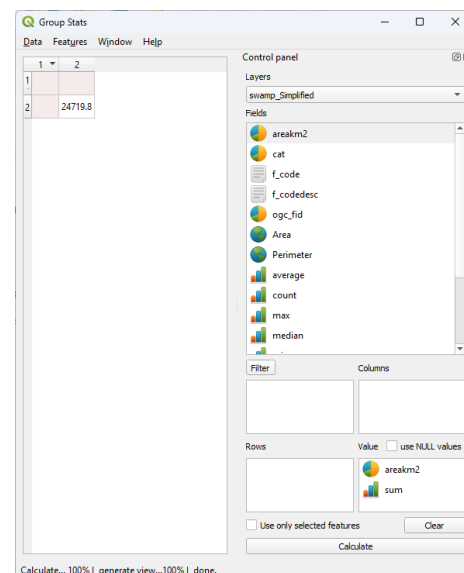 Group Stats
Data Features Window Help
Control panel
1 2
1
2 24719.8
Layers
swamp_Simplified
Fields
areakm2
cat
f_code
f_codedesc
ogc_fid
Area
Perimeter
average
count
max
median
Filter Columns
Rows Value use NULL values
areakm2
sum
Use only selected features Clear
Calculate
Calculate... 100% | generate view...100% | done.